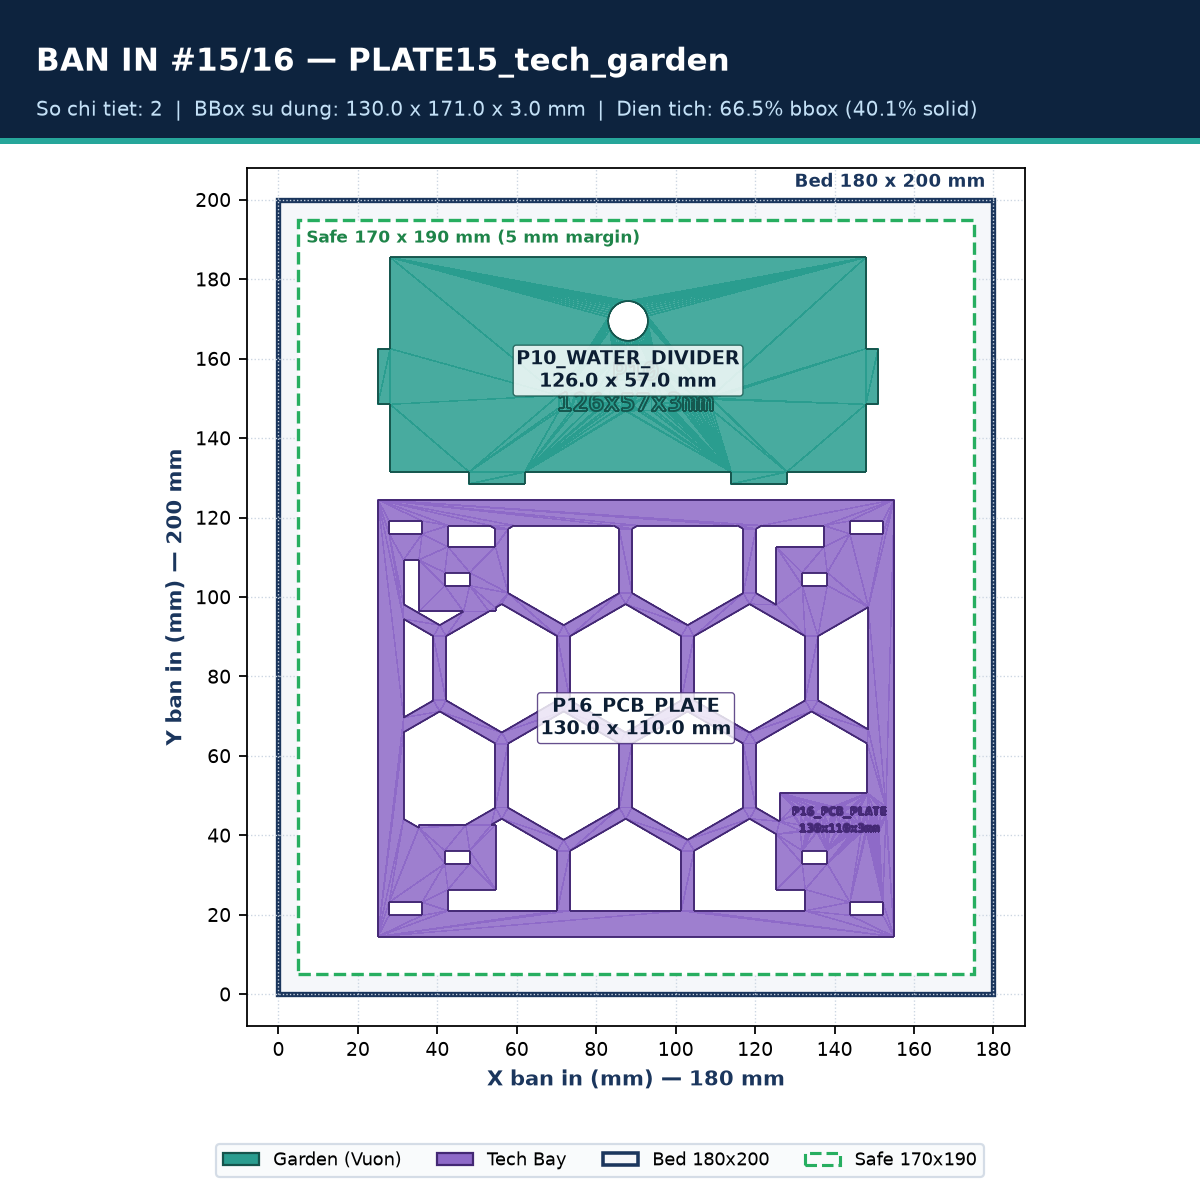 BAN IN #15/16 — PLATE15_tech_garden
So chi tiet: 2 | BBox su dung: 130.0 x 171.0 x 3.0 mm | Dien tich: 66.5% bbox (40.1% solid)
Bed 180 x 200 mm
Safe 170 x 190 mm (5 mm margin)
P10_WATER_DIVIDER
126.0 x 57.0 mm
126x57x3mm
P16_PCB_PLATE
130.0 x 110.0 mm
P16_PCB_PLATE
130x110x3mm
Y ban in (mm) — 200 mm
200
180
160
140
120
100
80
60
40
20
0
0 20 40 60 80 100 120 140 160 180
X ban in (mm) — 180 mm
Garden (Vuon) Tech Bay Bed 180x200 Safe 170x190